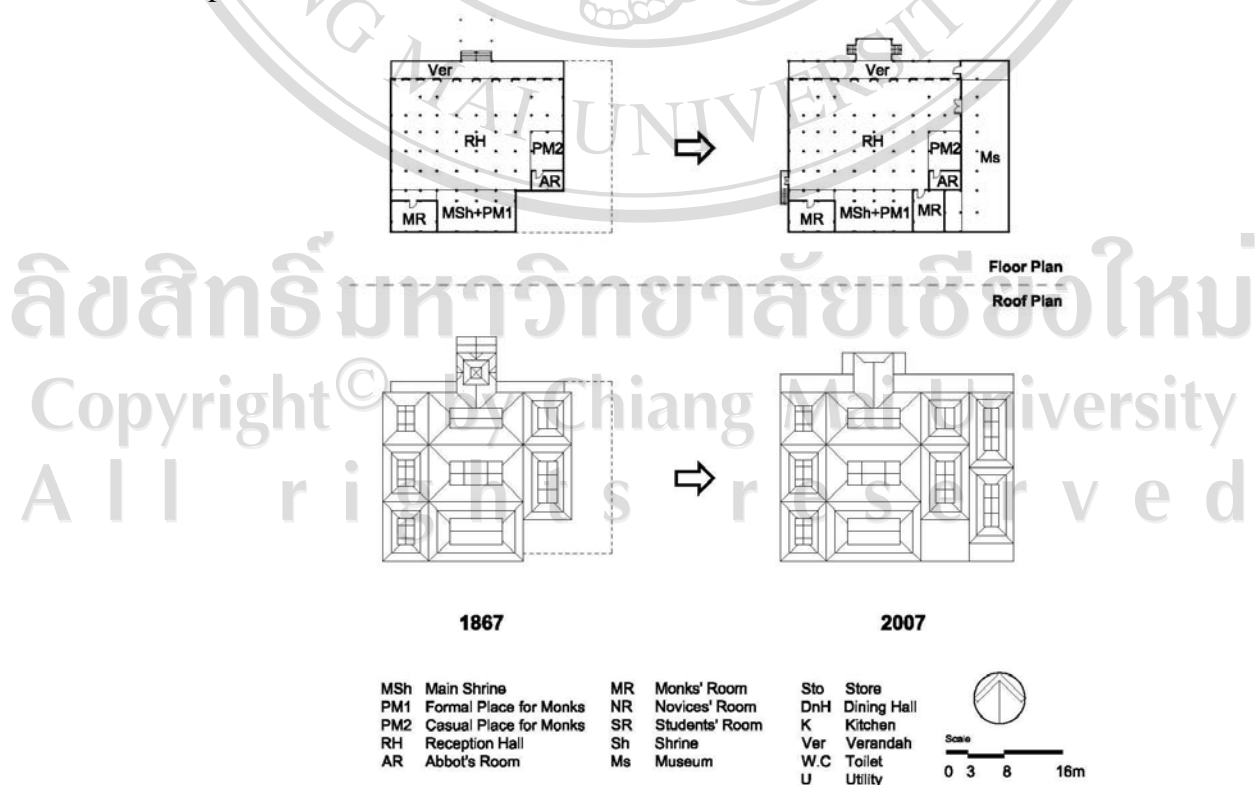 ng Mai Universit
Ver
Ver
RH
PM2
AR
MR
MSh+PM1
RH
PM2
AR
MR
MSh+PM1
MR
Ms
Floor Plan
ลิขสิทธิ์มหาวิทยาลัยเชียงใหม่
Roof Plan
Copyright© by Chiang Mai University
All rights reserved
1867
2007
MSh Main Shrine
PM1 Formal Place for Monks
PM2 Casual Place for Monks
RH Reception Hall
AR Abbot's Room
MR Monks' Room
NR Novices' Room
SR Students' Room
Sh Shrine
Ms Museum
Sto Store
DnH Dining Hall
K Kitchen
Ver Verandah
W.C Toilet
U Utility
Scale
0 3 8 16m